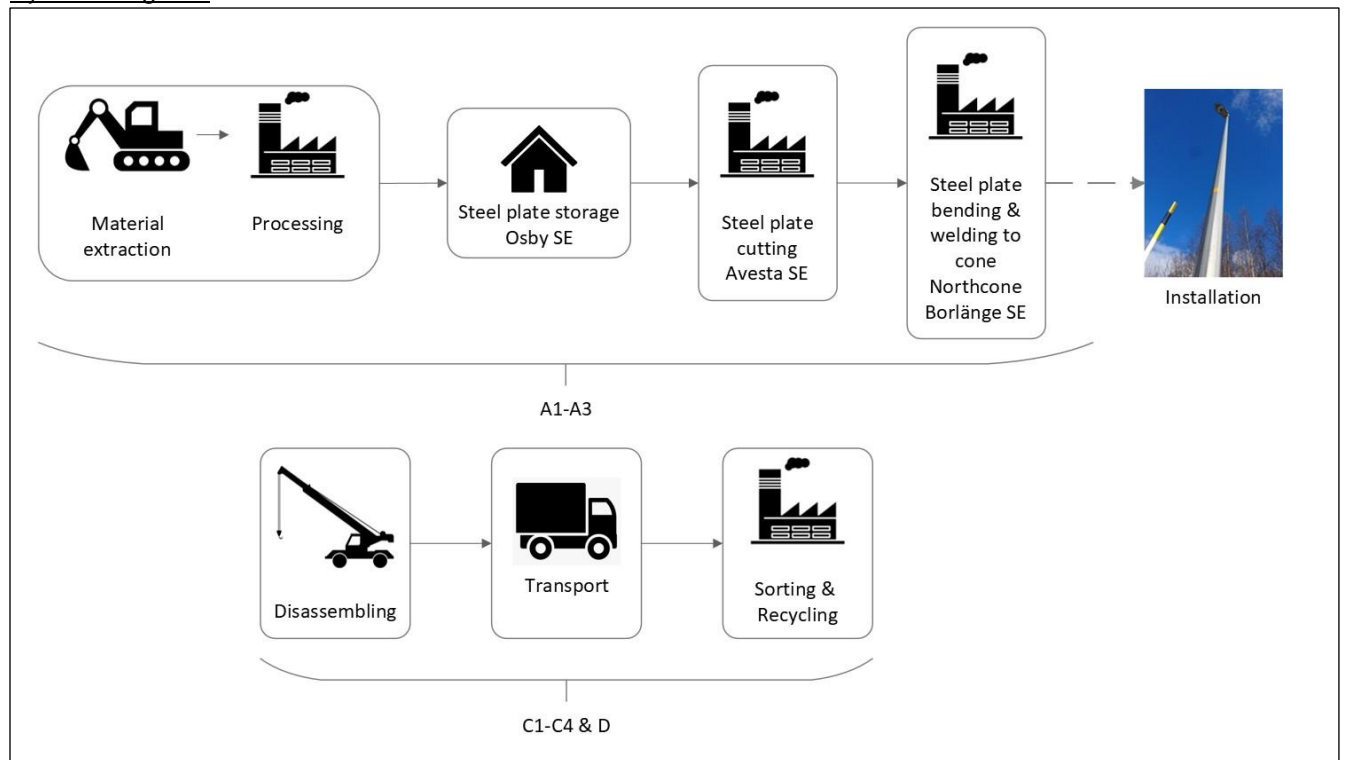 Material
extraction
Processing
Steel plate storage
Osby SE
Steel plate
cutting
Avesta SE
Steel plate
bending &
welding to
cone
Northcone
Borlänge SE
Installation
A1-A3
Disassembling
Transport
Sorting &
Recycling
C1-C4 & D